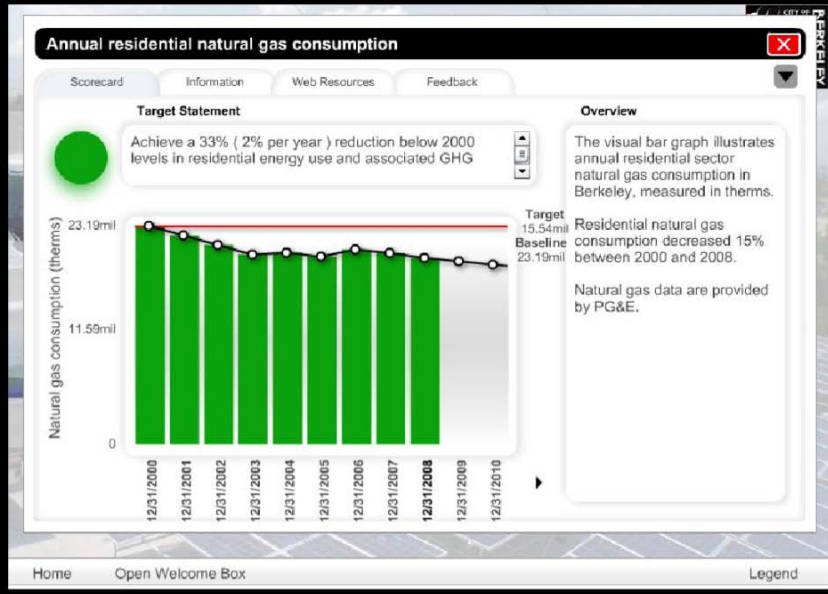 CITY OF
BERKELEY
Annual residential natural gas consumption
Scorecard
Information
Web Resources
Feedback
Target Statement
Achieve a 33% ( 2% per year ) reduction below 2000
levels in residential energy use and associated GHG
Overview
The visual bar graph illustrates
annual residential sector
natural gas consumption in
Berkeley, measured in therms.
Residential natural gas
consumption decreased 15%
between 2000 and 2008.
Natural gas data are provided
by PG&E.
Natural gas consumption (therms)
23.19mil
11.59mil
0
Target
15.54mil
Baseline
23.19mil
12/31/2000
12/31/2001
12/31/2002
12/31/2003
12/31/2004
12/31/2005
12/31/2006
12/31/2007
12/31/2008
12/31/2009
12/31/2010
Home
Open Welcome Box
Legend